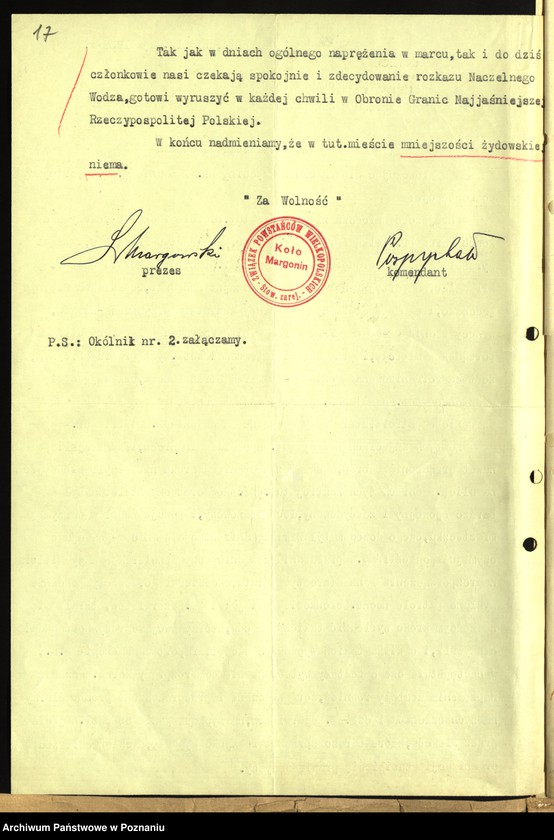 17
Tak jak w dniach ogólnego naprężenia w marcu,tak i do dziś
członkowie nasi czekają spokojnie i zdecydowanie rozkazu Naczelnego
Wodza,gotowi wyruszyć w każdej chwili w Obronie Granic Najjaśniejszej
Rzeczypospolitej Polskiej.
W końcu nadmieniamy,że w tut.mieście mniejszości żydowskiej
niema.
" Za Wolność "
prezes
ZWIĄZEK POWSTAŃCÓW WIELKOPOLSKICH
Koło
Margonin
- Stow. zarej. -
komendant
P.S.: Okólnik nr. 2.załączamy.
Archiwum Państwowe w Poznaniu